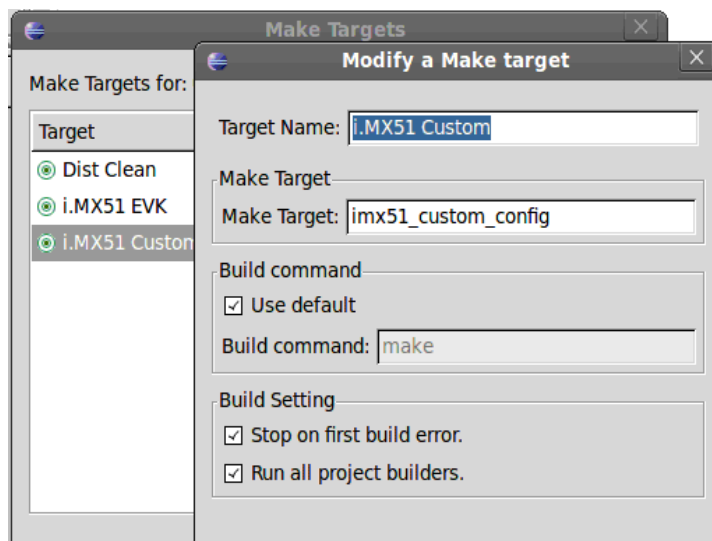 Make Targets
Modify a Make target
Make Targets for:
Target
Dist Clean
i.MX51 EVK
i.MX51 Custom
Target Name: i.MX51 Custom
Make Target
Make Target: imx51_custom_config
Build command
Use default
Build command: make
Build Setting
Stop on first build error.
Run all project builders.